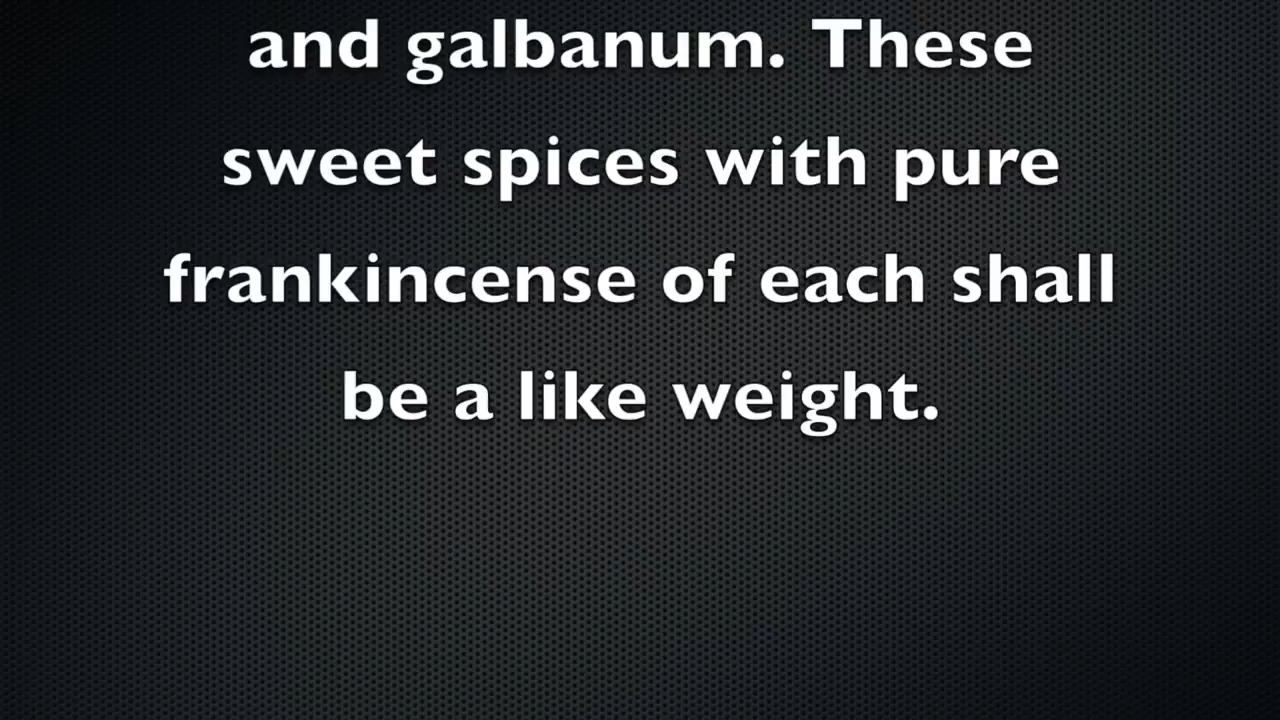 and galbanum. These
sweet spices with pure
frankincense of each shall
be a like weight.